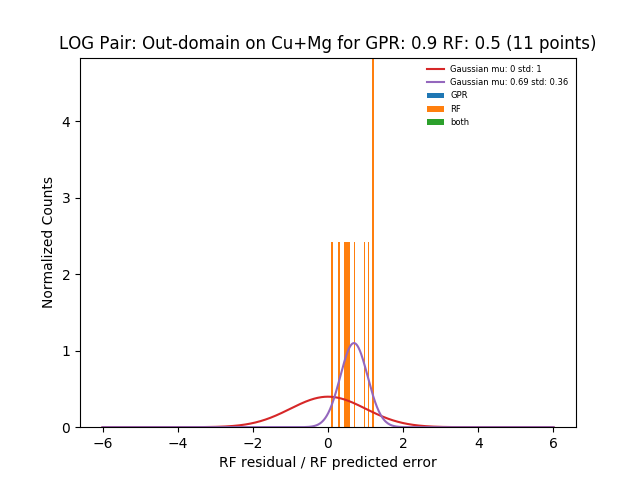 LOG Pair: Out-domain on Cu+Mg for GPR: 0.9 RF: 0.5 (11 points)
Gaussian mu: 0 std: 1
Gaussian mu: 0.69 std: 0.36
GPR
RF
both
Normalized Counts
4
3
2
1
0
−6 −4 −2 0 2 4 6
RF residual / RF predicted error